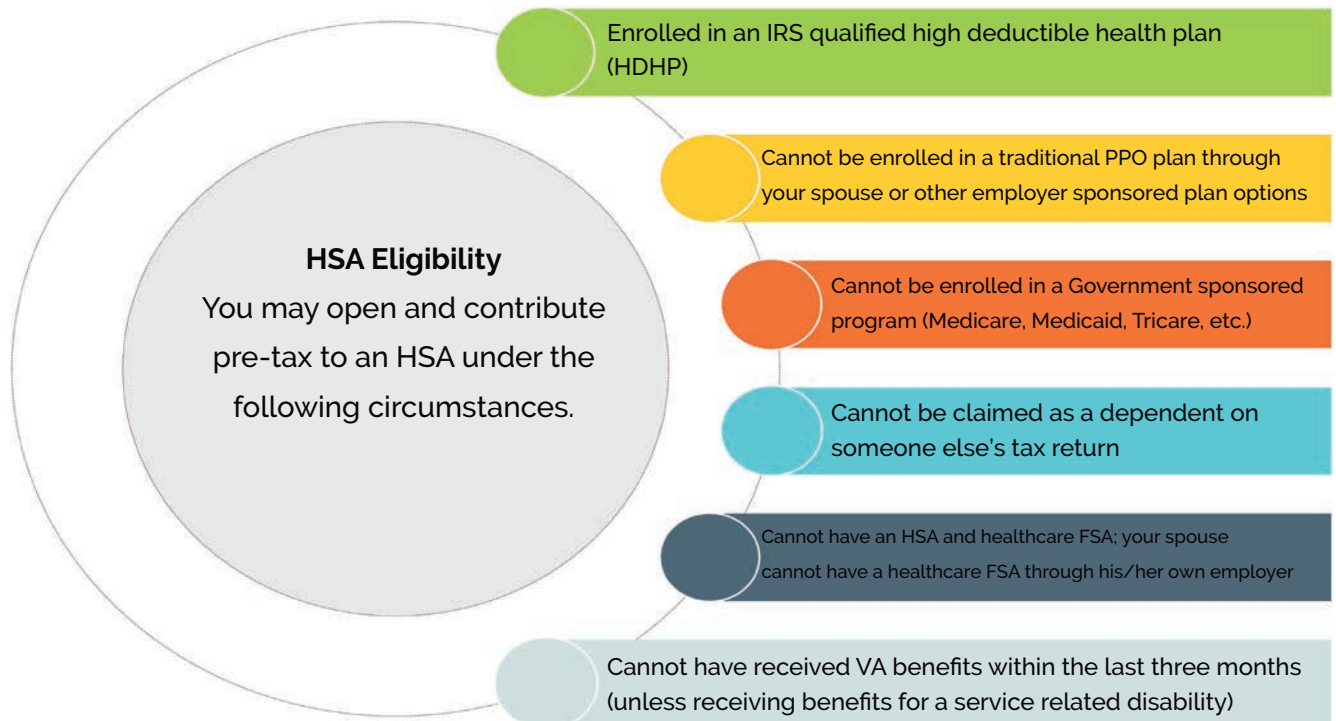 HSA Eligibility
You may open and contribute
pre-tax to an HSA under the
following circumstances.
Enrolled in an IRS qualified high deductible health plan
(HDHP)
Cannot be enrolled in a traditional PPO plan through
your spouse or other employer sponsored plan options
Cannot be enrolled in a Government sponsored
program (Medicare, Medicaid, Tricare, etc.)
Cannot be claimed as a dependent on
someone else’s tax return
Cannot have an HSA and healthcare FSA; your spouse
cannot have a healthcare FSA through his/her own employer
Cannot have received VA benefits within the last three months
(unless receiving benefits for a service related disability)